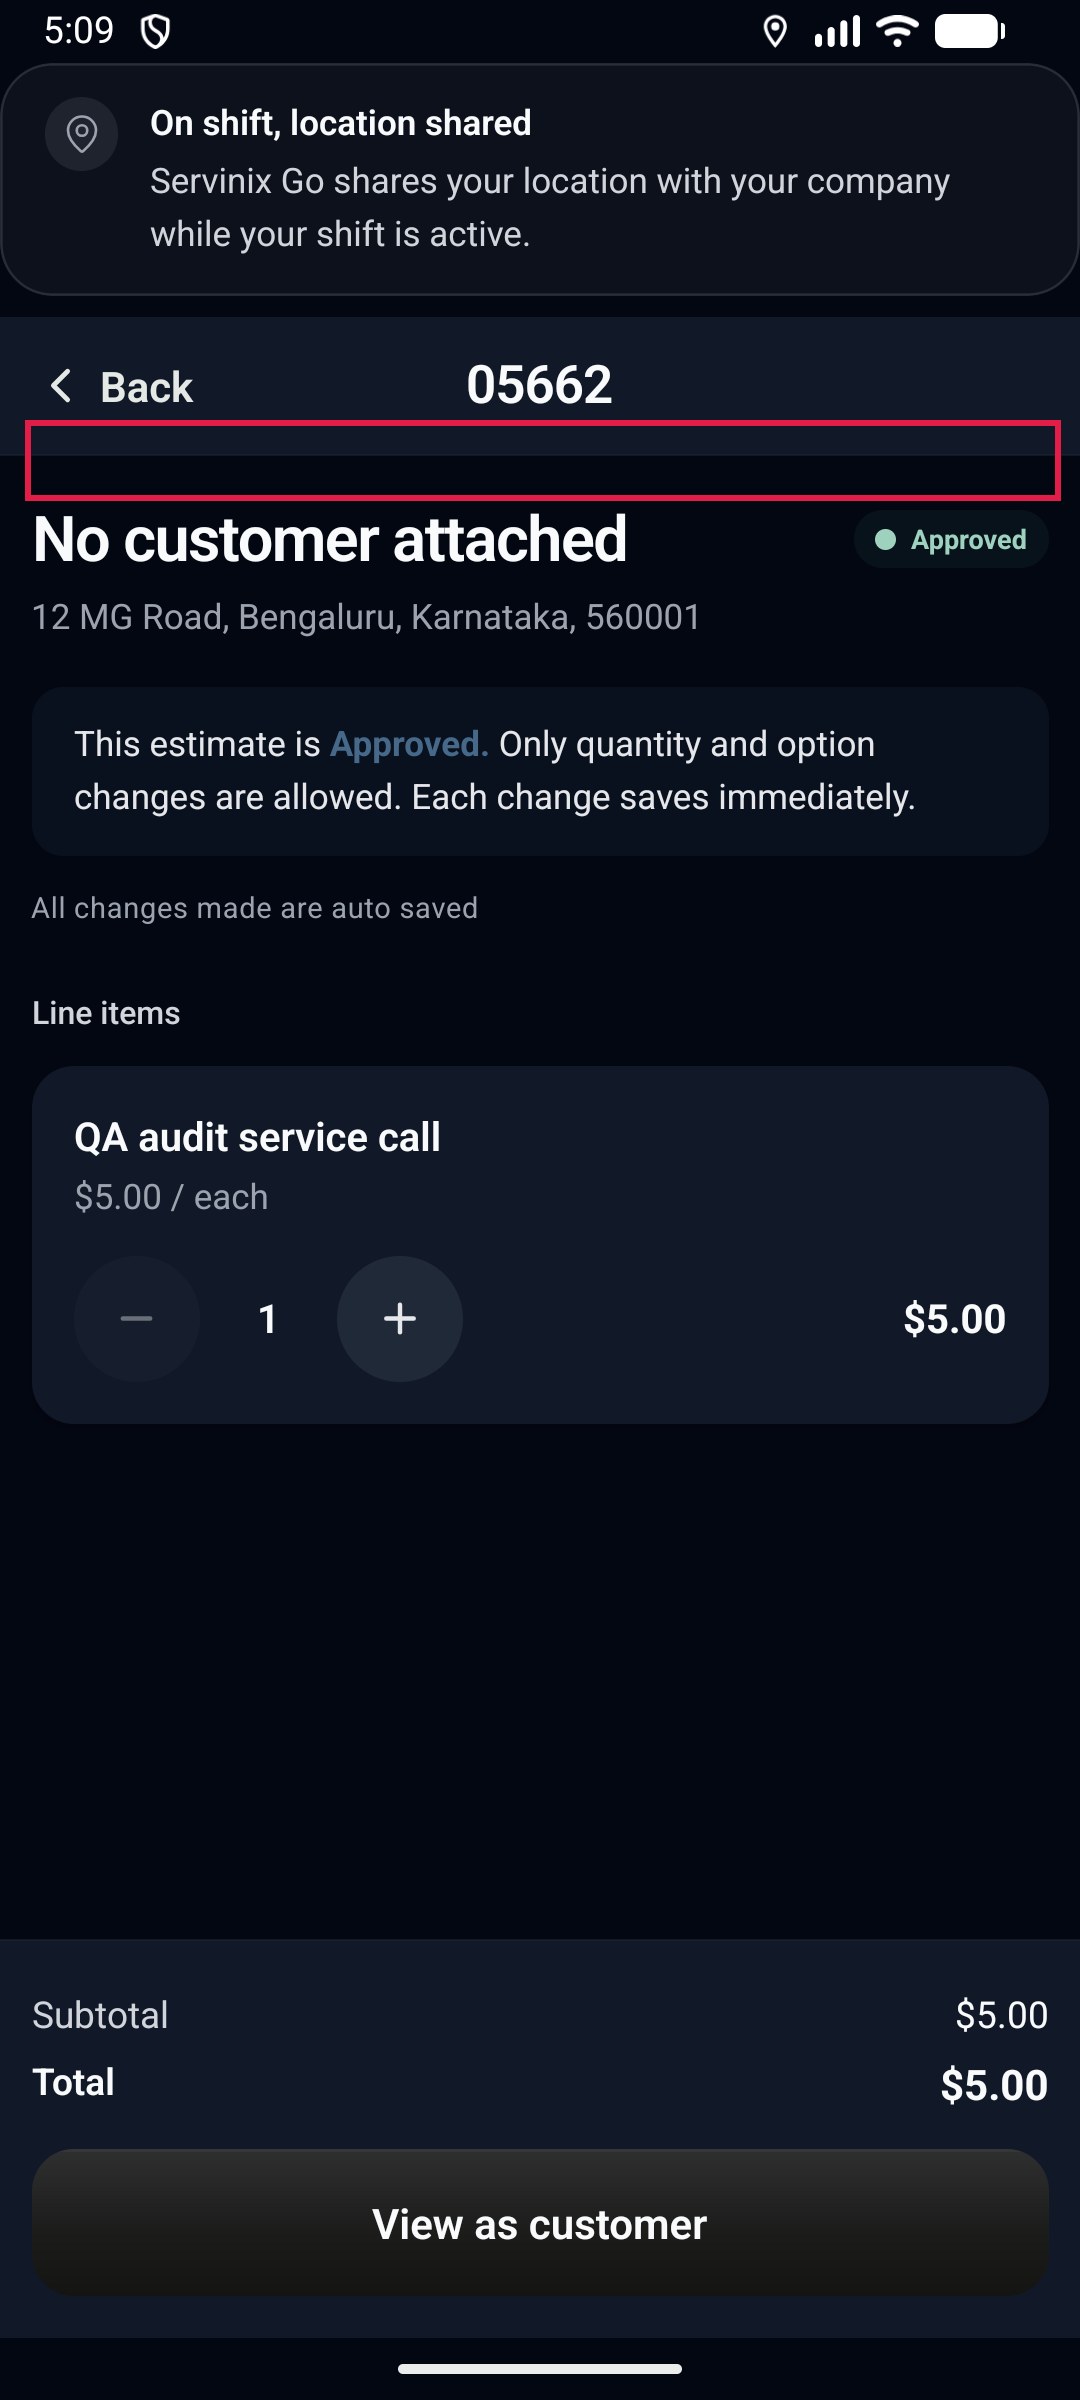 5:09
On shift, location shared
Servinix Go shares your location with your company
while your shift is active.
Back
05662
No customer attached
Approved
12 MG Road, Bengaluru, Karnataka, 560001
This estimate is Approved. Only quantity and option
changes are allowed. Each change saves immediately.
All changes made are auto saved
Line items
QA audit service call
$5.00 / each
1
$5.00
Subtotal
$5.00
Total
$5.00
View as customer